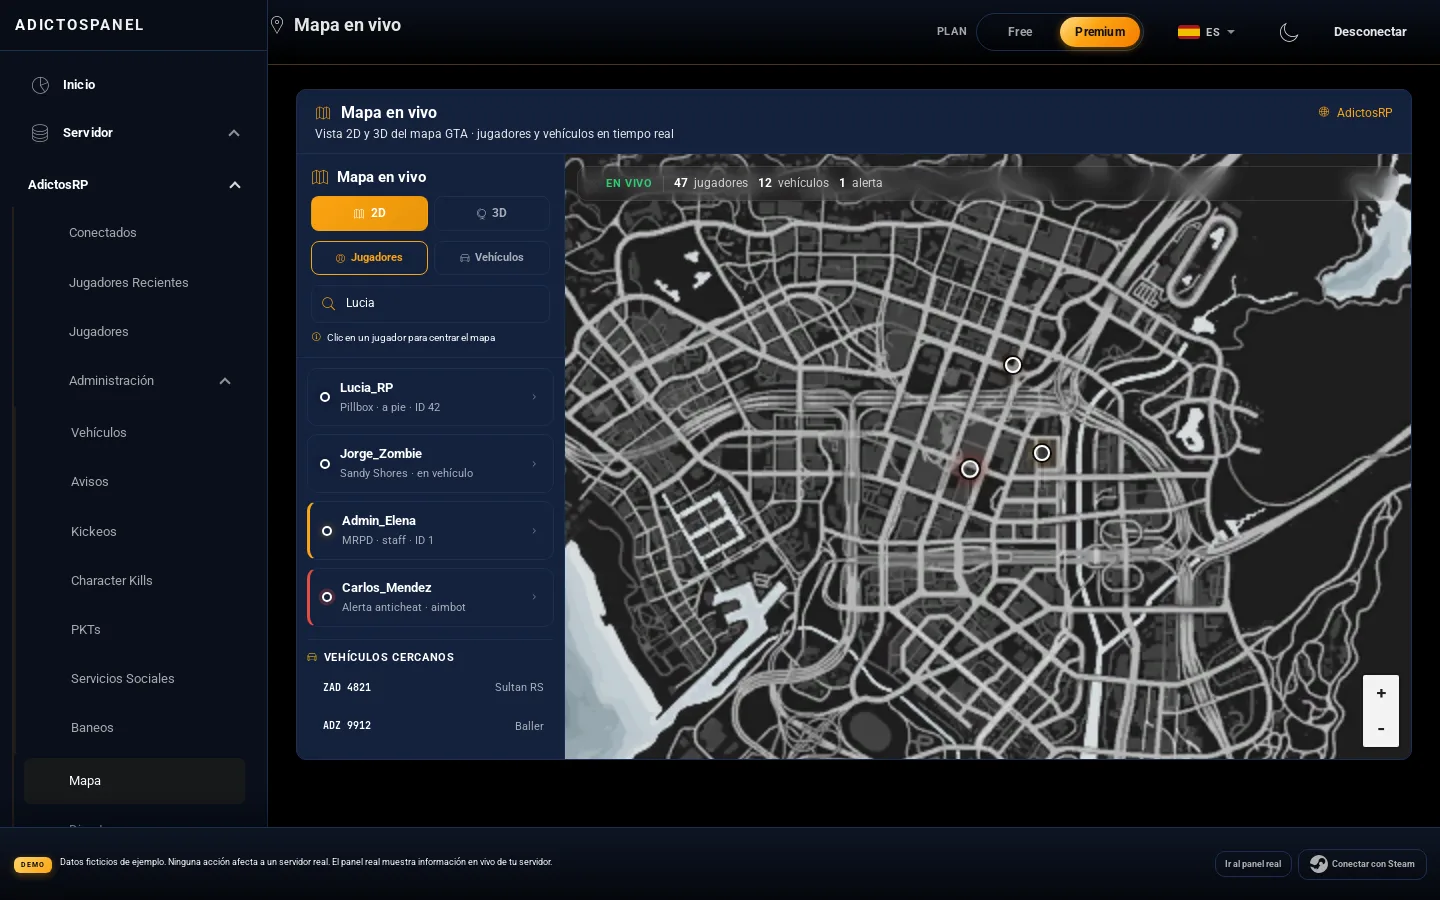 ADICTOSPANEL
Mapa en vivo
PLAN
Free
Premium
ES
Desconectar
Inicio
Servidor
AdictosRP
Conectados
Jugadores Recientes
Jugadores
Administración
Vehículos
Avisos
Kickeos
Character Kills
PKTs
Servicios Sociales
Baneos
Mapa
Mapa en vivo
Vista 2D y 3D del mapa GTA · jugadores y vehículos en tiempo real
AdictosRP
Mapa en vivo
2D
3D
Jugadores
Vehículos
Lucia
Clic en un jugador para centrar el mapa
Lucia_RP
Pillbox · a pie · ID 42
Jorge_Zombie
Sandy Shores · en vehículo
Admin_Elena
MRPD · staff · ID 1
Carlos_Mendez
Alerta anticheat · aimbot
VEHÍCULOS CERCANOS
ZAD 4821 Sultan RS
ADZ 9912 Baller
EN VIVO 47 jugadores 12 vehículos 1 alerta
+
-
DEMO Datos ficticios de ejemplo. Ninguna acción afecta a un servidor real. El panel real muestra información en vivo de tu servidor.
Ir al panel real
Conectar con Steam